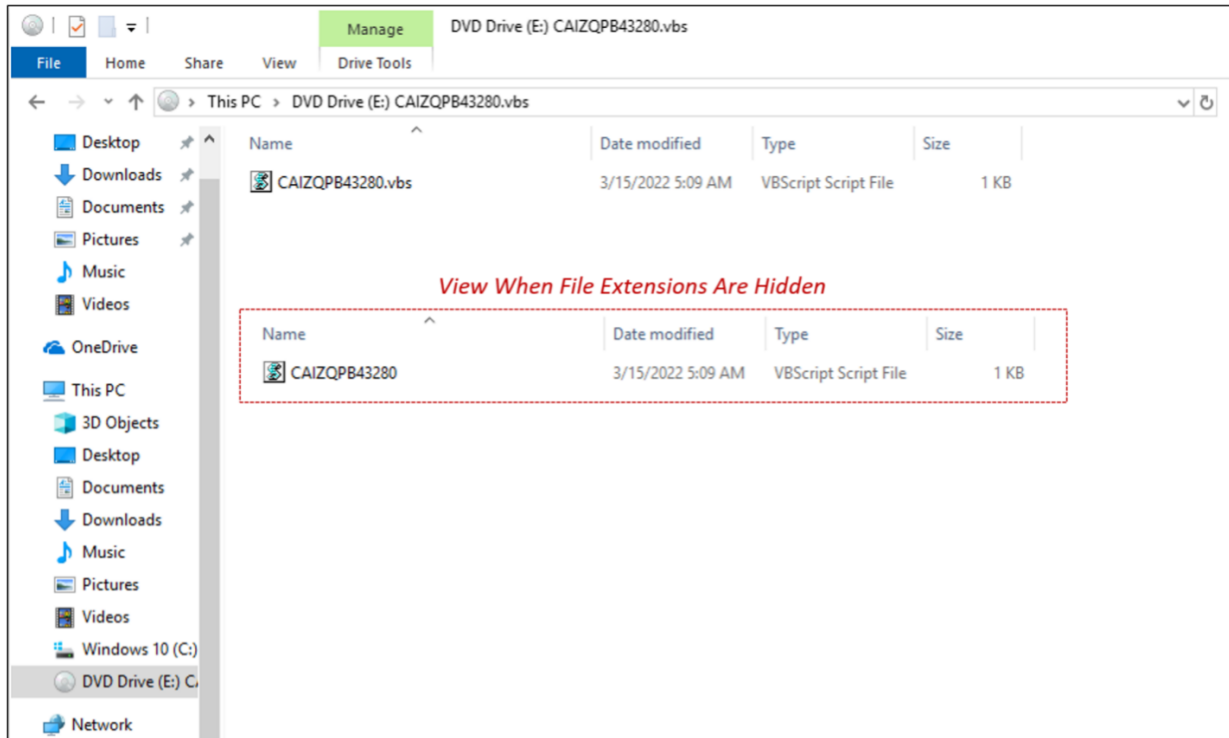 Manage DVD Drive (E:) CAIZQPB43280.vbs
File Home Share View Drive Tools
This PC > DVD Drive (E:) CAIZQPB43280.vbs
Desktop
Downloads
Documents
Pictures
Music
Videos
OneDrive
This PC
3D Objects
Desktop
Documents
Downloads
Music
Pictures
Videos
Windows 10 (C:)
DVD Drive (E:) CA
Network
Name Date modified Type Size
CAIZQPB43280.vbs 3/15/2022 5:09 AM VBScript Script File 1 KB
View When File Extensions Are Hidden
Name Date modified Type Size
CAIZQPB43280 3/15/2022 5:09 AM VBScript Script File 1 KB